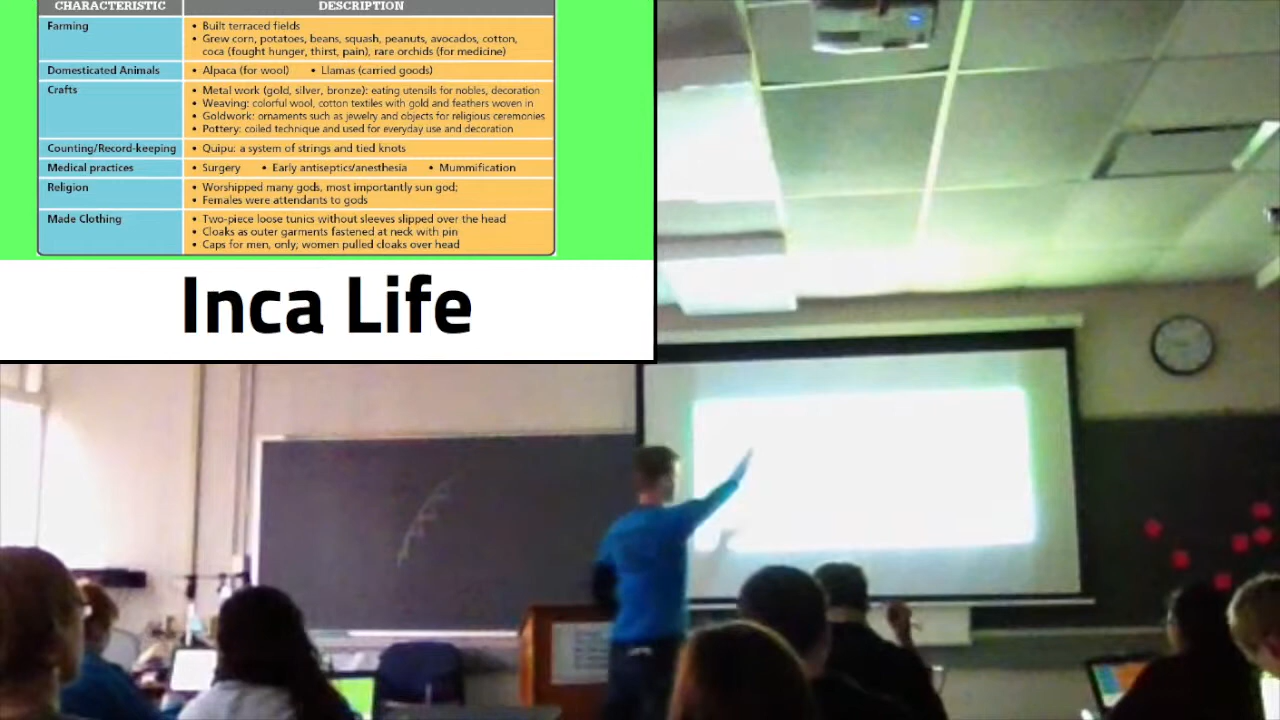 CHARACTERISTIC DESCRIPTION
Farming
• Built terraced fields
• Grew corn, potatoes, beans, squash, peanuts, avocados, cotton,
coca (fought hunger, thirst, pain), rare orchids (for medicine)
Domesticated Animals • Alpaca (for wool) • Llamas (carried goods)
Crafts
• Metal work (gold, silver, bronze): eating utensils for nobles, decoration
• Weaving: colorful wool, cotton textiles with gold and feathers woven in
• Goldwork: ornaments such as jewelry and objects for religious ceremonies
• Pottery: coiled technique and used for everyday use and decoration
Counting/Record-keeping • Quipu: a system of strings and tied knots
Medical practices • Surgery • Early antiseptics/anesthesia • Mummification
Religion
• Worshipped many gods, most importantly sun god;
• Females were attendants to gods
Made Clothing
• Two-piece loose tunics without sleeves slipped over the head
• Cloaks as outer garments fastened at neck with pin
• Caps for men, only; women pulled cloaks over head
Inca Life